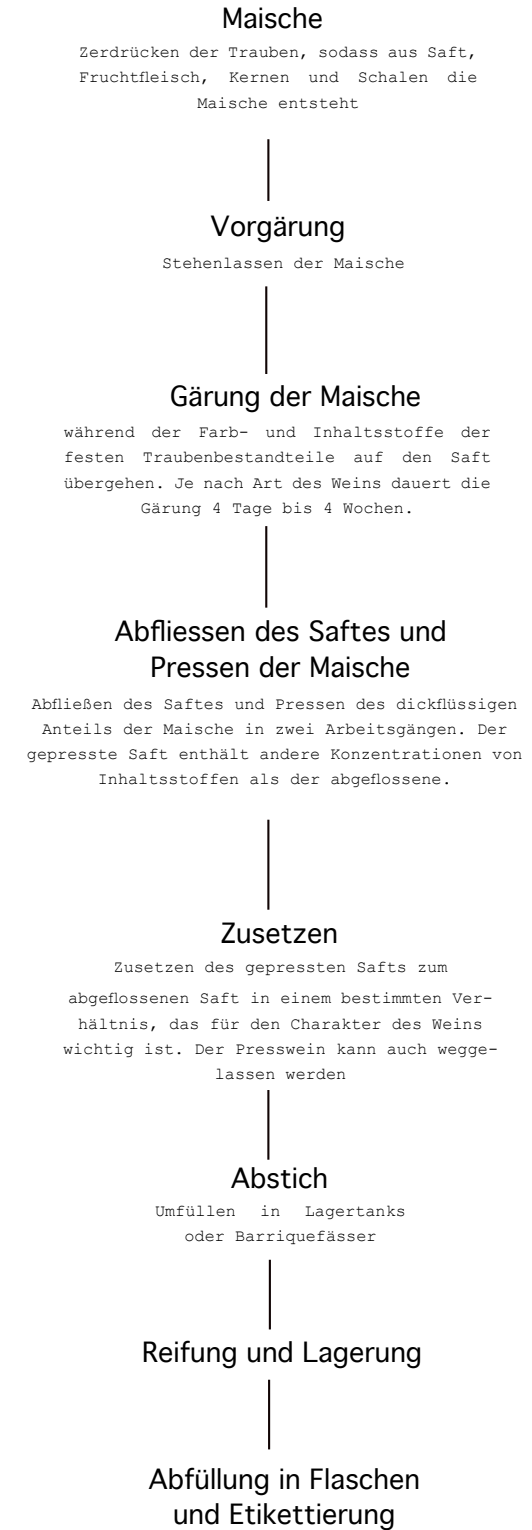 Maische
Zerdrücken der Trauben, sodass aus Saft,
Fruchtfleisch, Kernen und Schalen die
Maische entsteht
Vorgärung
Stehenlassen der Maische
Gärung der Maische
während der Farb- und Inhaltsstoffe der
festen Traubenbestandteile auf den Saft
übergehen. Je nach Art des Weins dauert die
Gärung 4 Tage bis 4 Wochen.
Abfliessen des Saftes und
Pressen der Maische
Abfließen des Saftes und Pressen des dickflüssigen
Anteils der Maische in zwei Arbeitsgängen. Der
gepresste Saft enthält andere Konzentrationen von
Inhaltsstoffen als der abgeflossene.
Zusetzen
Zusetzen des gepressten Safts zum
abgeflossenen Saft in einem bestimmten Ver-
hältnis, das für den Charakter des Weins
wichtig ist. Der Presswein kann auch wegge-
lassen werden
Abstich
Umfüllen in Lagertanks
oder Barriquefässer
Reifung und Lagerung
Abfüllung in Flaschen
und Etikettierung